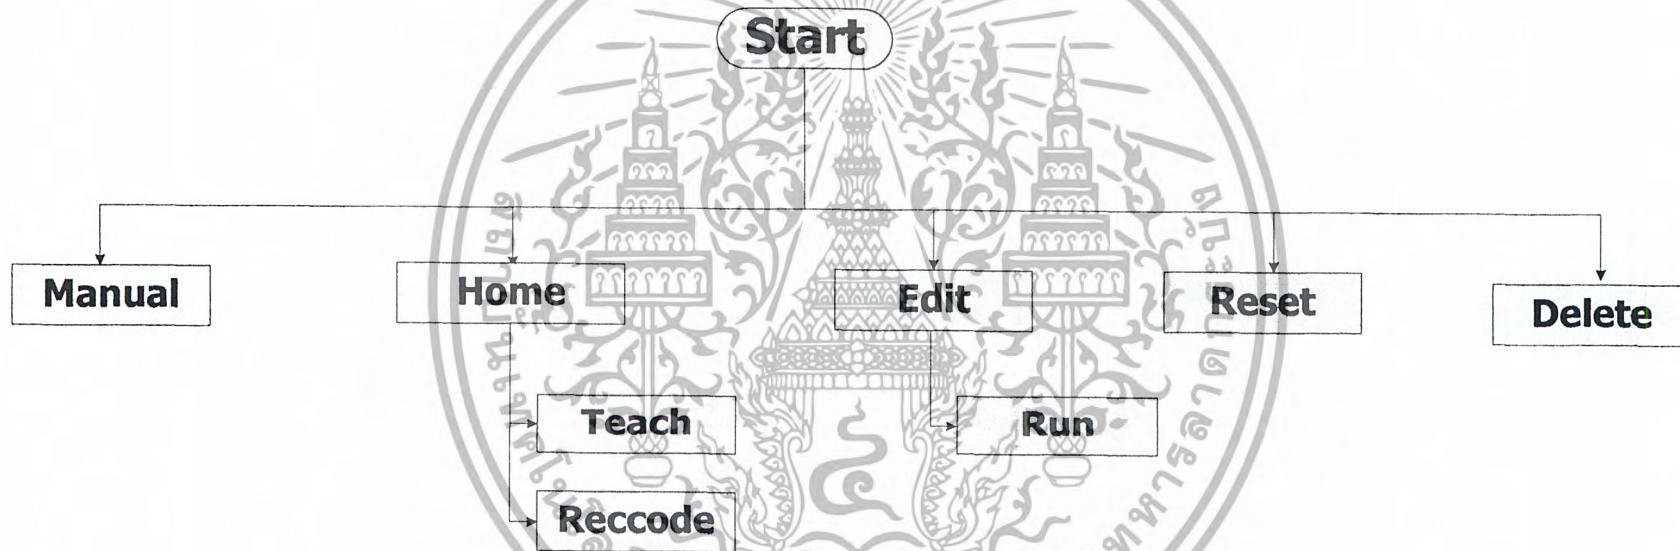 Start
Manual
Home
Edit
Reset
Delete
Teach
Run
Reccode